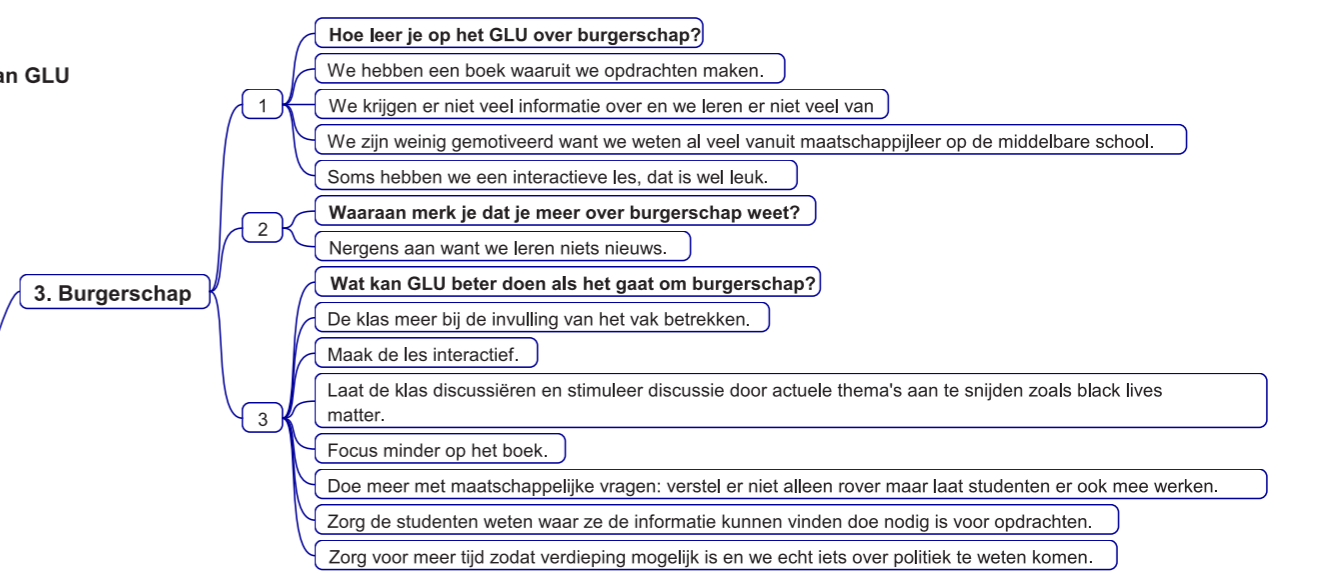 Hoe leer je op het GLU over burgerschap?
an GLU
We hebben een boek waaruit we opdrachten maken.
1
We krijgen er niet veel informatie over en we leren er niet veel van
We zijn weinig gemotiveerd want we weten al veel vanuit maatschappijleer op de middelbare school.
Soms hebben we een interactieve les, dat is wel leuk.
Waaraan merk je dat je meer over burgerschap weet?
2
Nergens aan want we leren niets nieuws.
3. Burgerschap
Wat kan GLU beter doen als het gaat om burgerschap?
De klas meer bij de invulling van het vak betrekken.
Maak de les interactief.
Laat de klas discussiëren en stimuleer discussie door actuele thema's aan te snijden zoals black lives
matter.
3
Focus minder op het boek.
Doe meer met maatschappelijke vragen: verstel er niet alleen rover maar laat studenten er ook mee werken.
Zorg de studenten weten waar ze de informatie kunnen vinden doe nodig is voor opdrachten.
Zorg voor meer tijd zodat verdieping mogelijk is en we echt iets over politiek te weten komen.